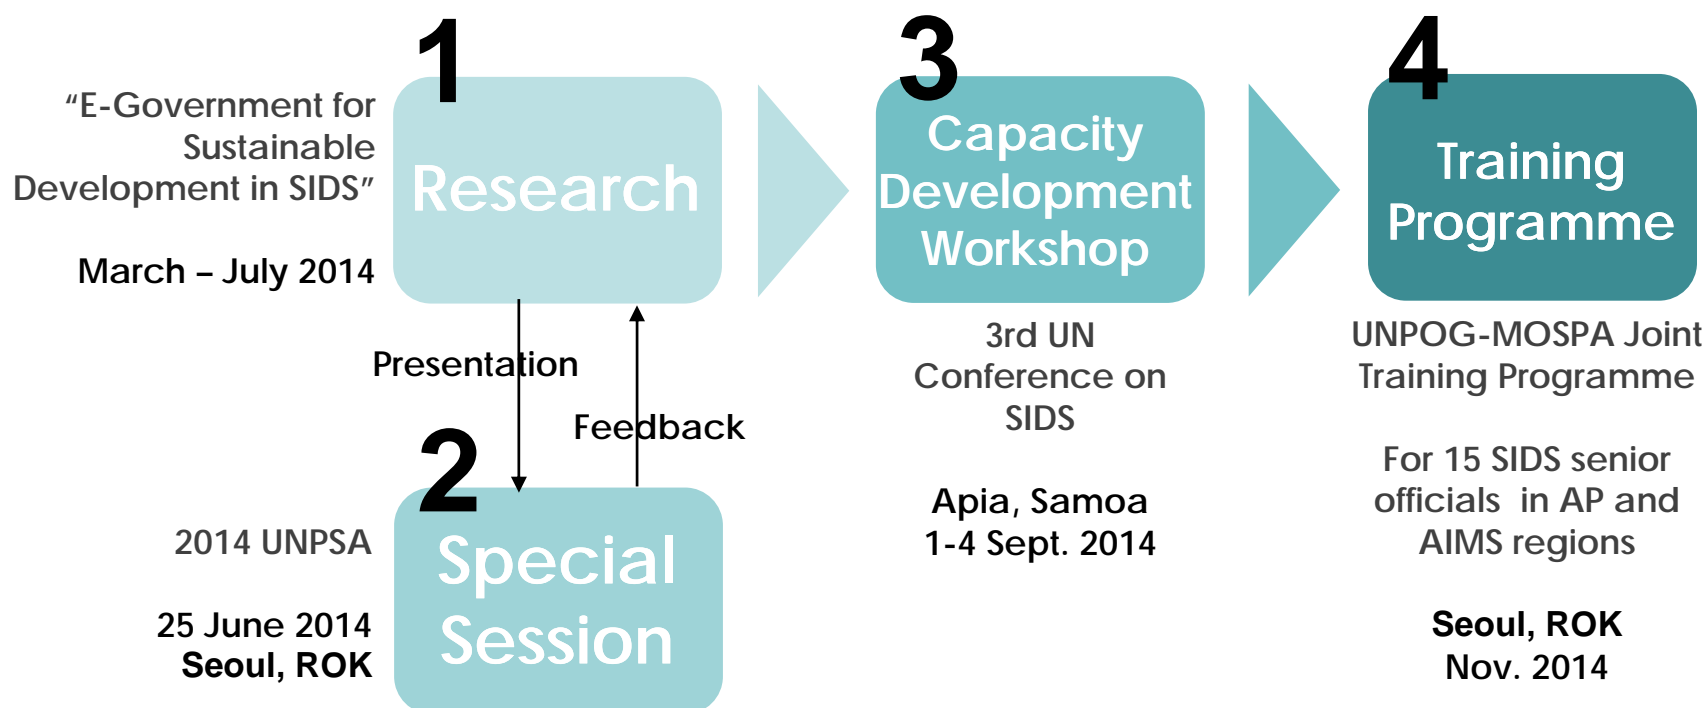 1
“E-Government for
Sustainable
Development in SIDS”
March – July 2014
Research
Presentation
Feedback
2
2014 UNPSA
25 June 2014
Seoul, ROK
Special
Session
3
Capacity
Development
Workshop
3rd UN
Conference on
SIDS
Apia, Samoa
1-4 Sept. 2014
4
Training
Programme
UNPOG-MOSPA Joint
Training Programme
For 15 SIDS senior
officials in AP and
AIMS regions
Seoul, ROK
Nov. 2014